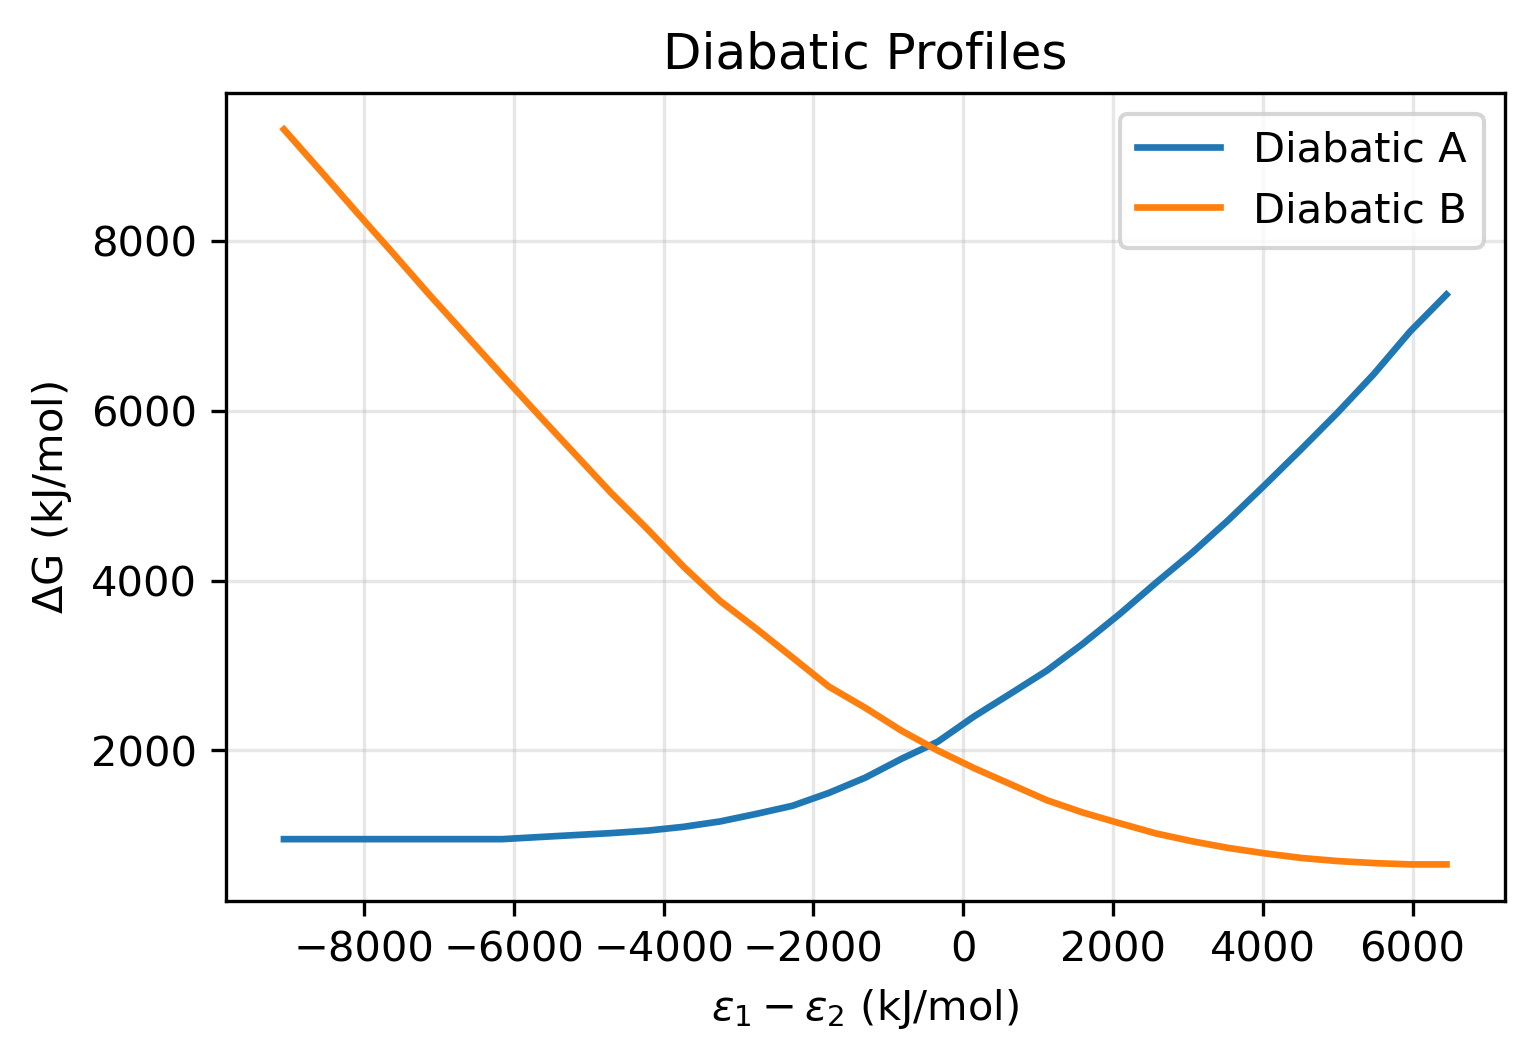 Diabatic Profiles
Diabatic A
Diabatic B
8000
6000
4000
2000
ΔG (kJ/mol)
−8000 −6000 −4000 −2000 0 2000 4000 6000
ε₁ − ε₂ (kJ/mol)